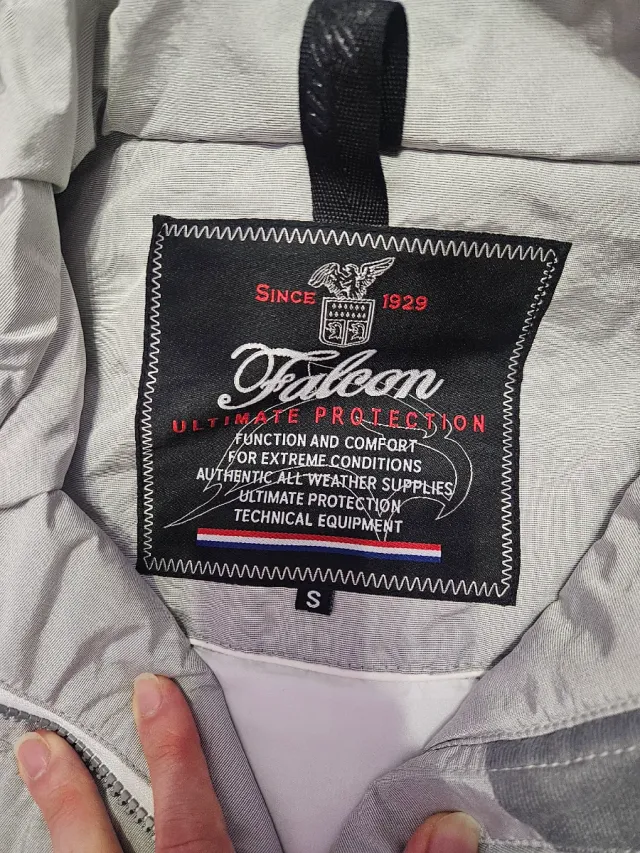 Since 1929
Falcon
ULTIMATE PROTECTION
FUNCTION AND COMFORT
FOR EXTREME CONDITIONS
AUTHENTIC ALL WEATHER SUPPLIES
ULTIMATE PROTECTION
TECHNICAL EQUIPMENT
S